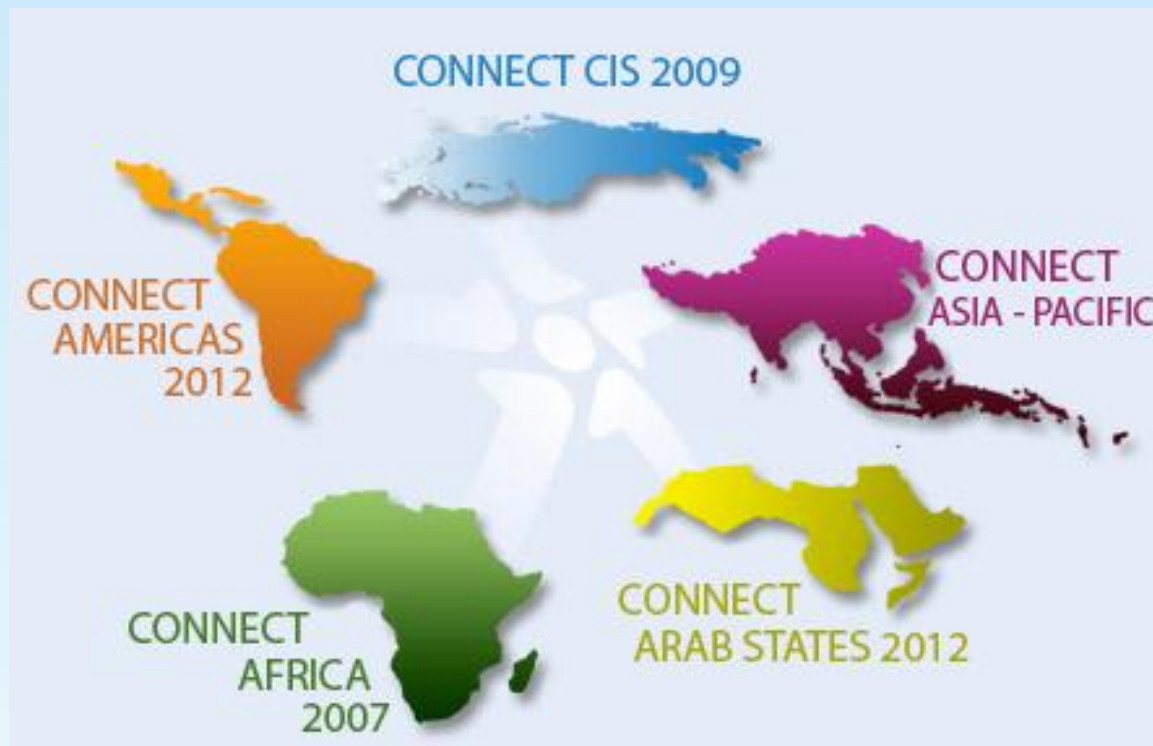 CONNECT CIS 2009
CONNECT
AMERICAS
2012
CONNECT
ASIA - PACIFIC
CONNECT
AFRICA
2007
CONNECT
ARAB STATES 2012